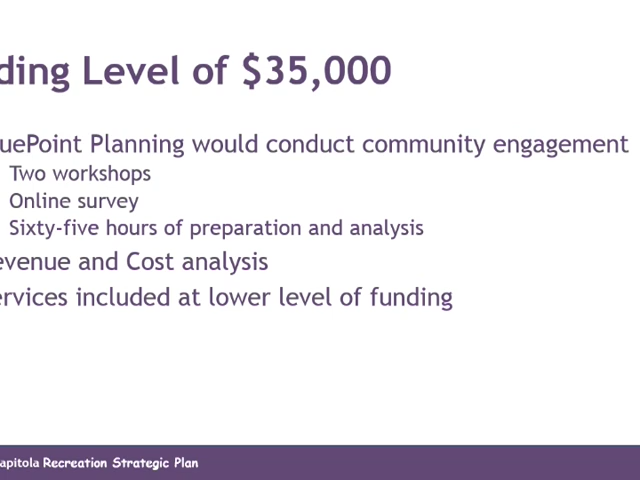 ding Level of $35,000
uePoint Planning would conduct community engagement
Two workshops
Online survey
Sixty-five hours of preparation and analysis
evenue and Cost analysis
ervices included at lower level of funding
apitola Recreation Strategic Plan